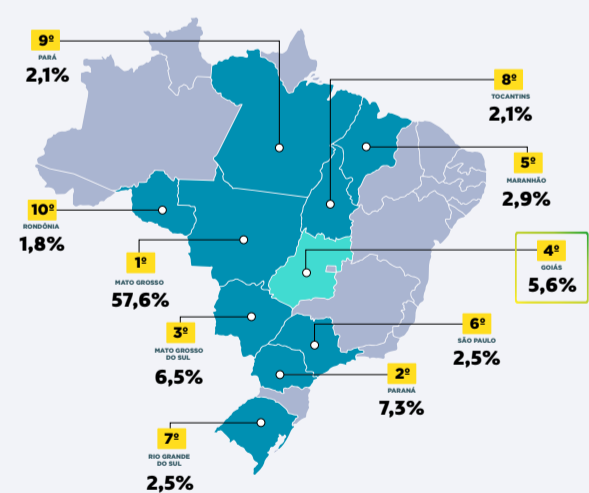 9º
PARÁ
2,1%
8º
TOCANTINS
2,1%
5º
MARANHÃO
2,9%
10º
RONDÔNIA
1,8%
1º
MATO GROSSO
57,6%
4º
GOIÁS
5,6%
3º
MATO GROSSO
DO SUL
6,5%
6º
SÃO PAULO
2,5%
2º
PARANÁ
7,3%
7º
RIO GRANDE
DO SUL
2,5%